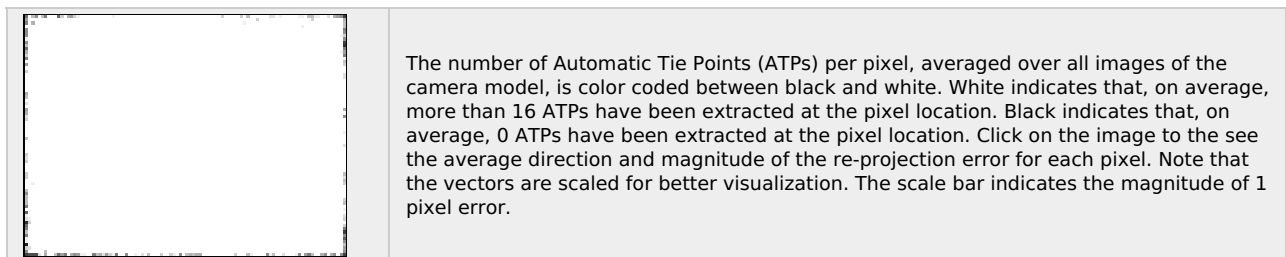 The number of Automatic Tie Points (ATPs) per pixel, averaged over all images of the
camera model, is color coded between black and white. White indicates that, on average,
more than 16 ATPs have been extracted at the pixel location. Black indicates that, on
average, 0 ATPs have been extracted at the pixel location. Click on the image to the see
the average direction and magnitude of the re-projection error for each pixel. Note that
the vectors are scaled for better visualization. The scale bar indicates the magnitude of 1
pixel error.